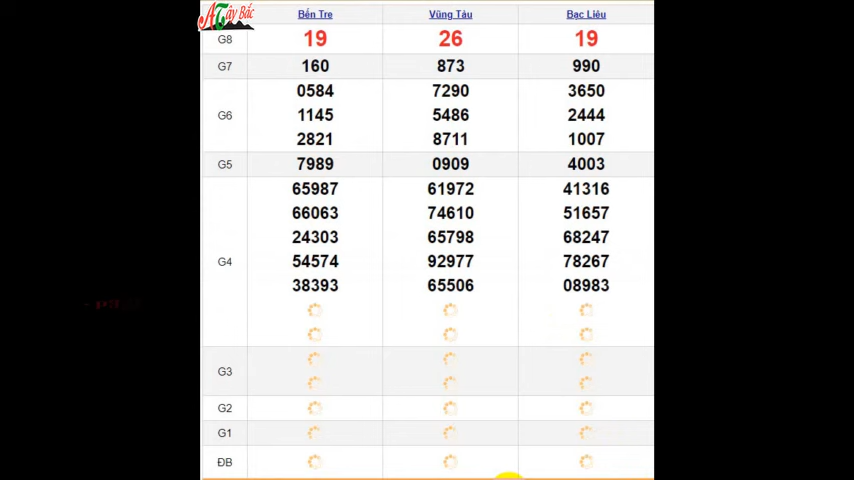 A Tây Bắc
Bến Tre Vũng Tàu Bạc Liêu
G8 19 26 19
G7 160 873 990
0584 7290 3650
G6 1145 5486 2444
2821 8711 1007
G5 7989 0909 4003
65987 61972 41316
66063 74610 51657
24303 65798 68247
G4 54574 92977 78267
38393 65506 08983
G3
G2
G1
ĐB